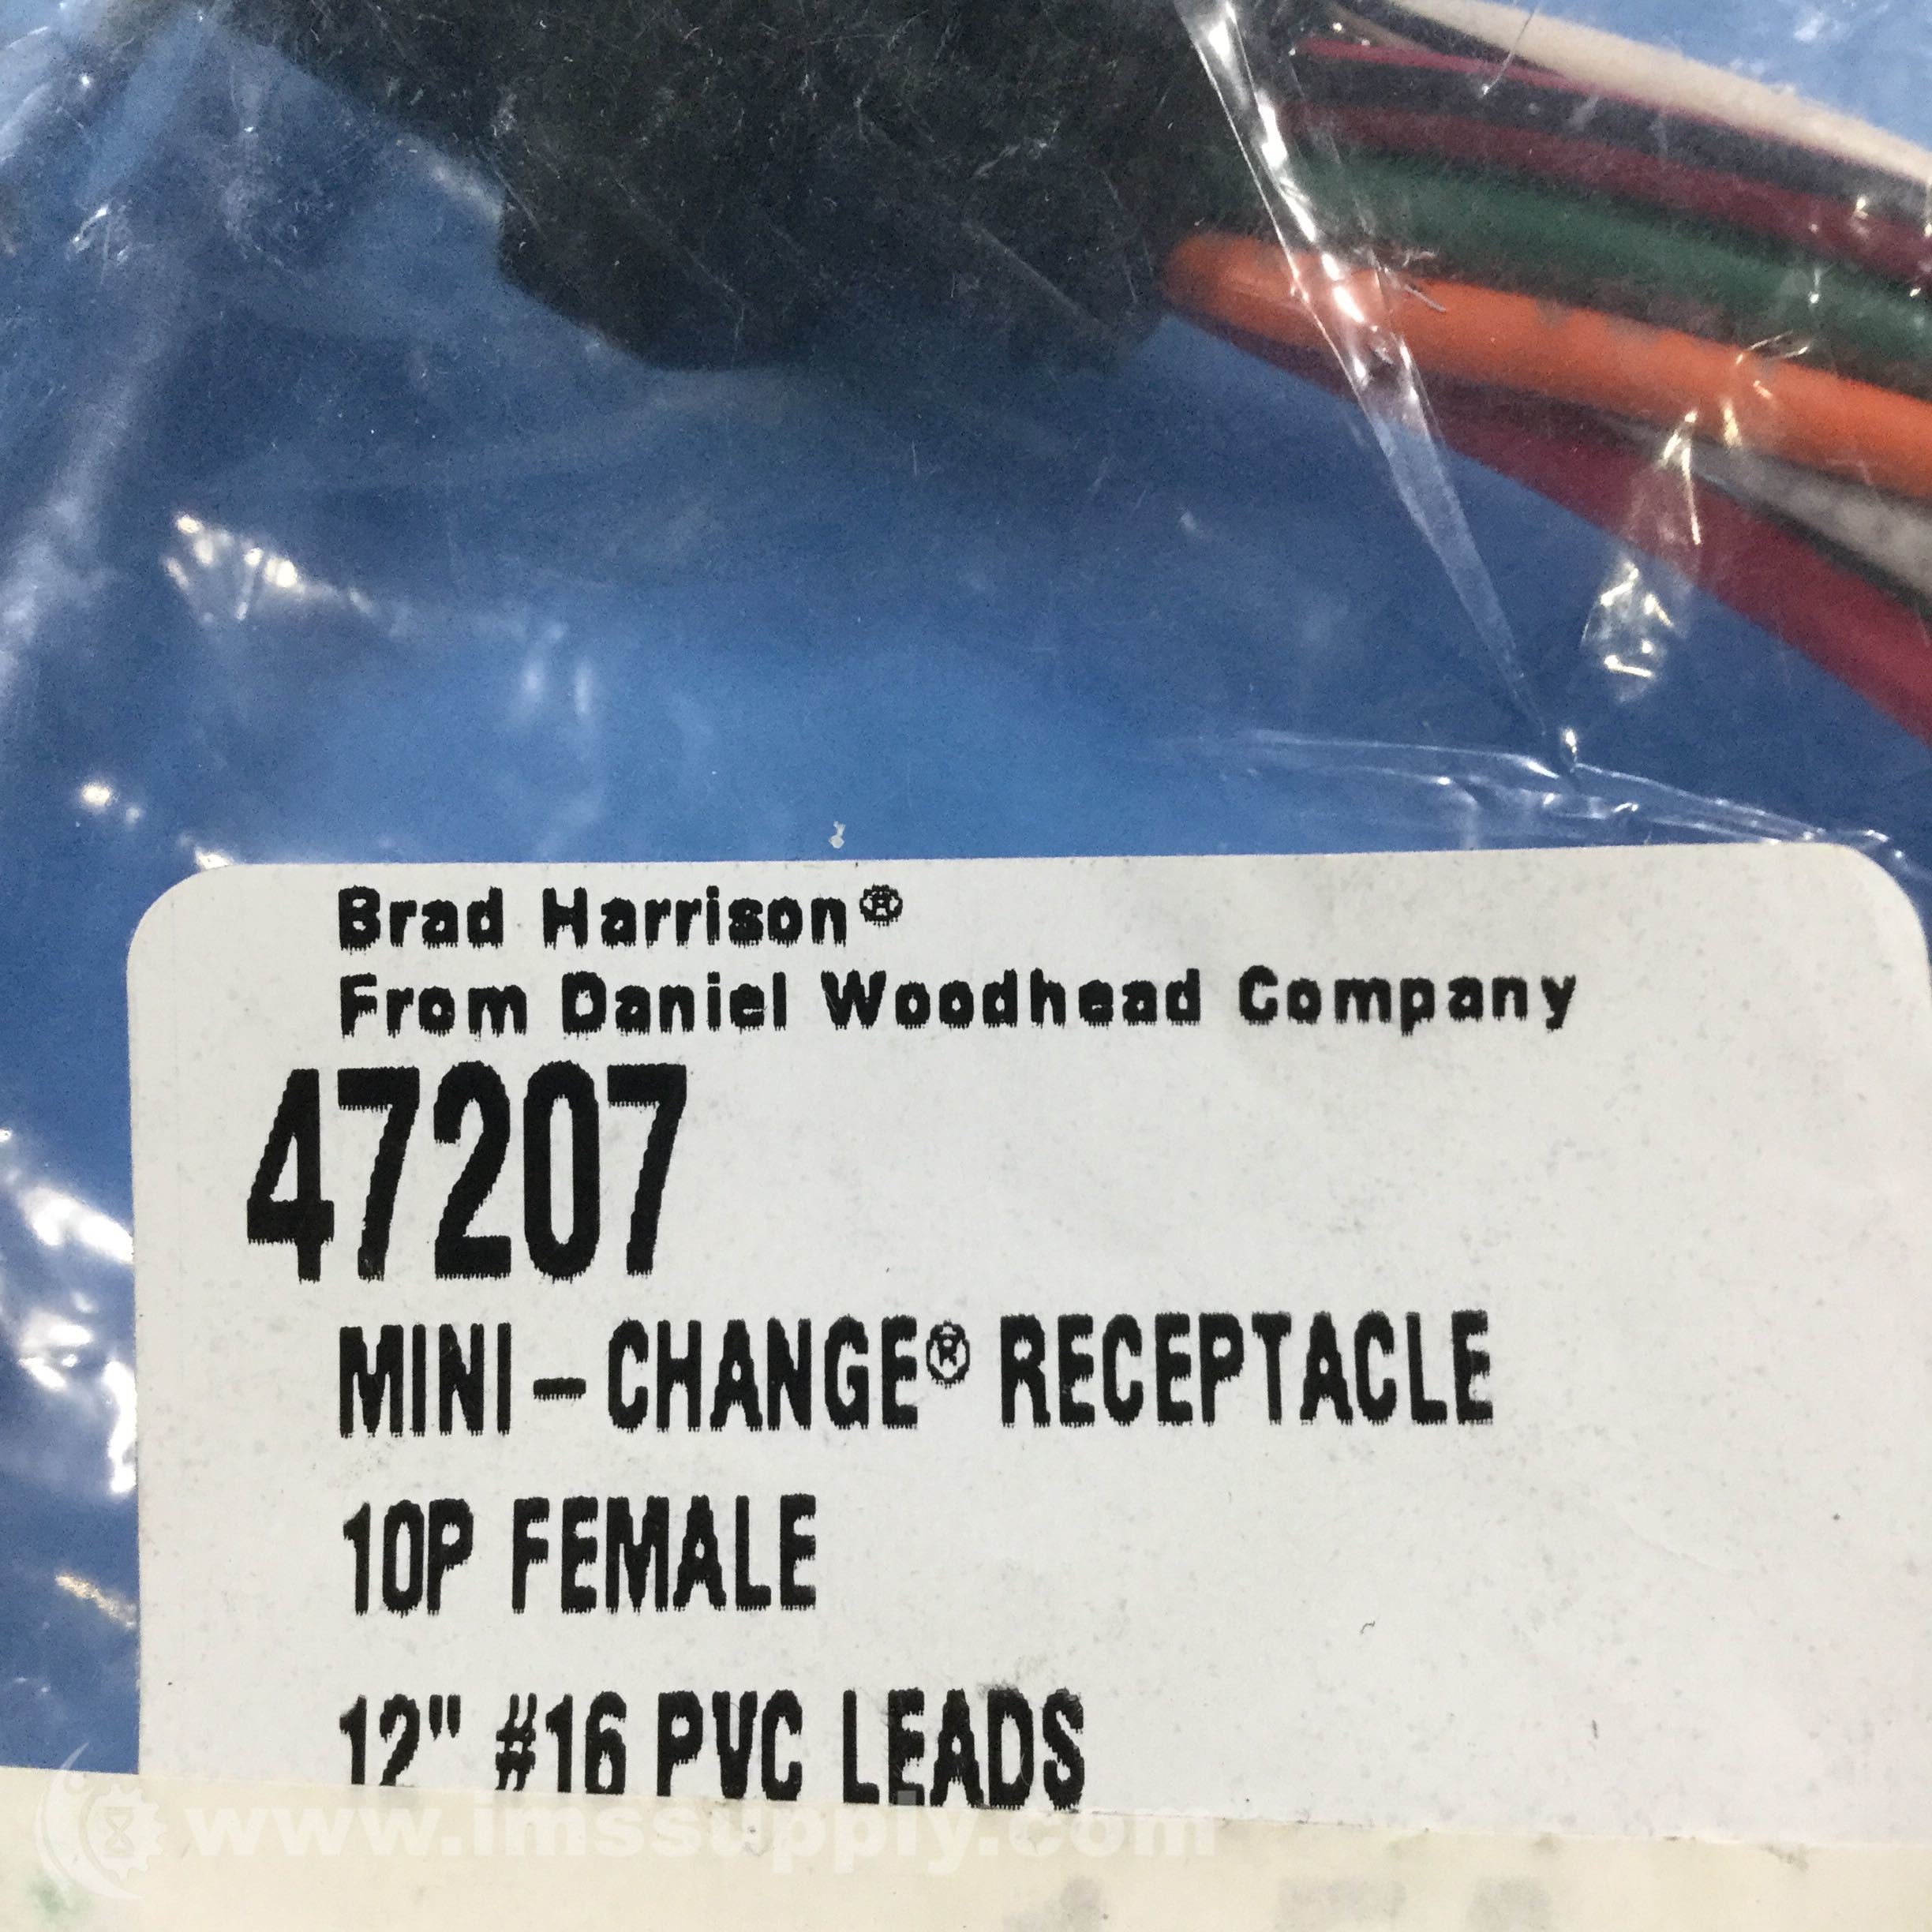 Brad Harrison®
From Daniel Woodhead Company
47207
MINI-CHANGE® RECEPTACLE
10P FEMALE
12" #16 PVC LEADS
www.imssupply.com